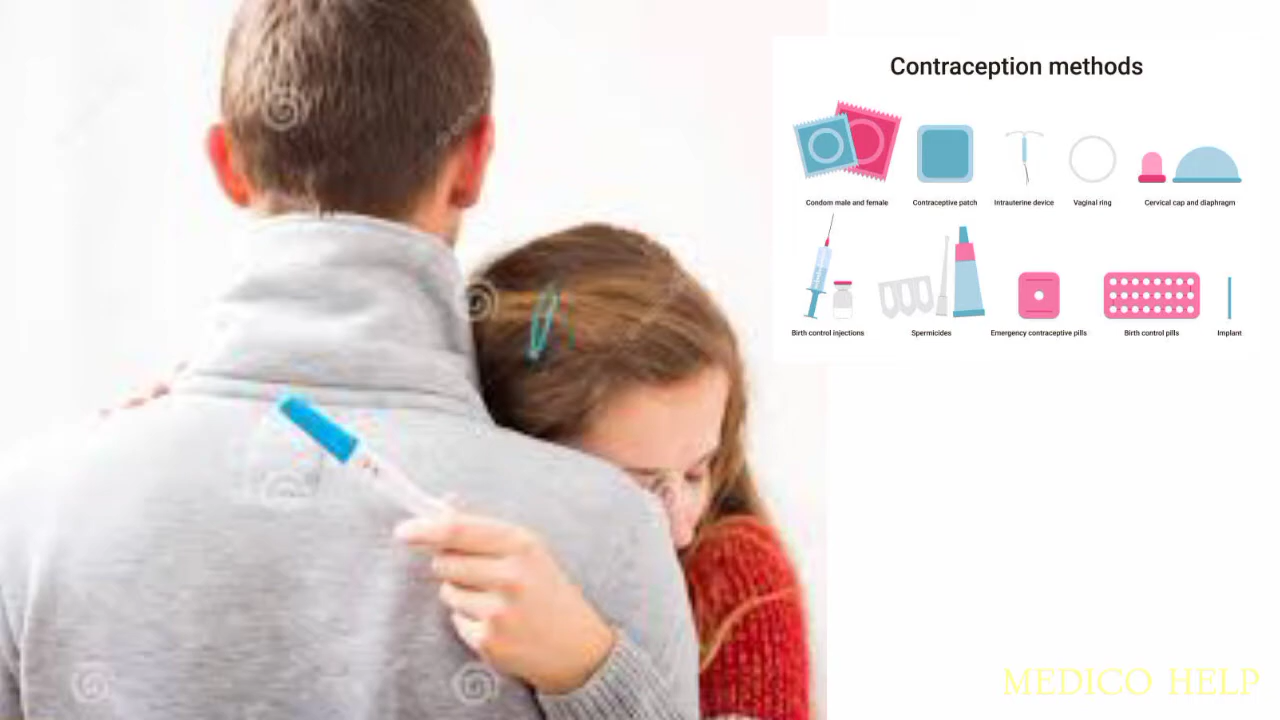 Contraception methods
Condom male and female
Contraceptive patch
Intrauterine device
Vaginal ring
Cervical cap and diaphragm
Birth control injections
Spermicides
Emergency contraceptive pills
Birth control pills
Implant
MEDICO HELP